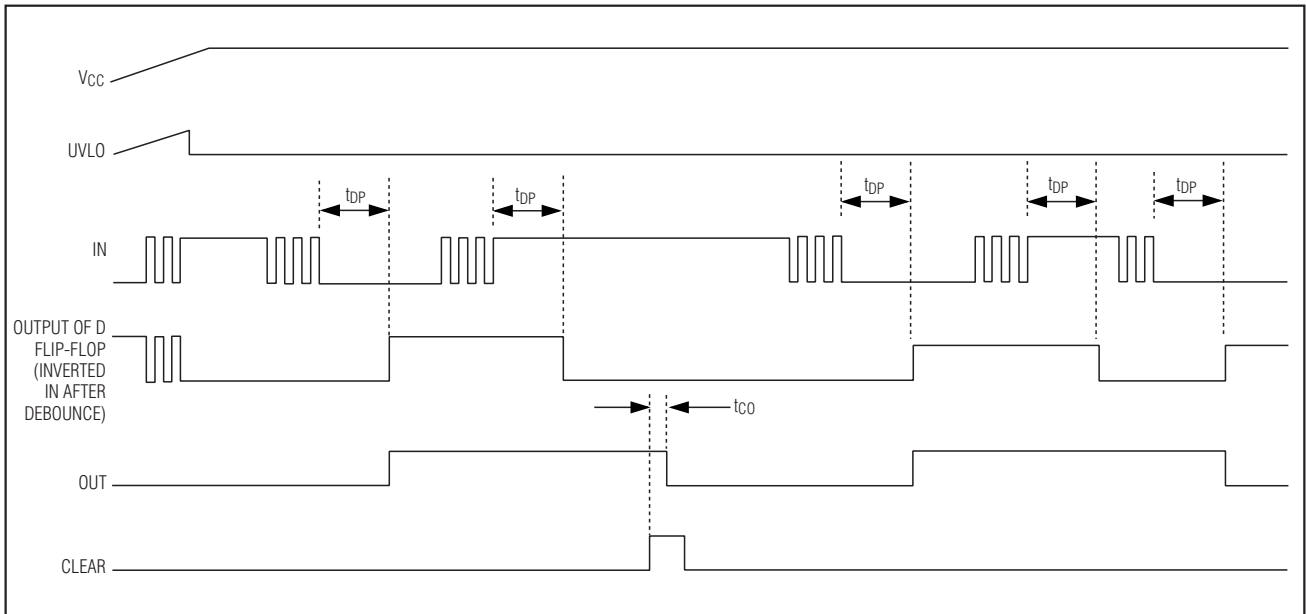 VCC
UVLO
tDP
tDP
tDP
tDP
tDP
IN
OUTPUT OF D
FLIP-FLOP
(INVERTED
IN AFTER
DEBOUNCE)
tCO
OUT
CLEAR